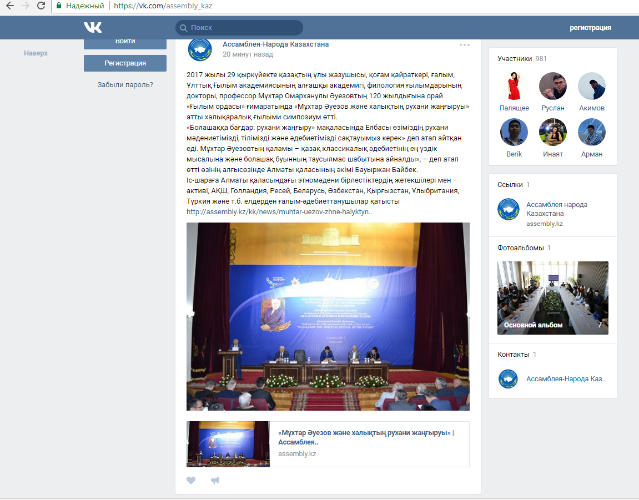 Надежный
https://vk.com/assembly_kaz
Поиск
регистрация
Наверх
Войти
Регистрация
Забыли пароль?
Ассамблея-Народа Казахстана
20 минут назад
2017 жылы 29 қыркүйекте қазақтың ұлы жазушысы, қоғам қайраткері, ғалым,
Ұлттық Ғылым академиясының алғашқы академигі, филология ғылымдарының
докторы, профессор Мұхтар Омарханұлы Әуезовтың 120 жылдығына орай
«Ғылым ордасы» ғимаратында «Мұхтар Әуезов және халықтың рухани жаңғыруы»
атты халықаралық ғылыми симпозиум өтті.
«Болашаққа бағдар: рухани жаңғыру» мақаласында Елбасы өзіміздің рухани
мәдениетімізді, тілімізді және әдебиетімізді сақтауымыз керек» деп атап айтқан
еді. Мұхтар Әуезовтың қаламы – қазақ классикалық әдебиетінің ең үздік
мысалына және болашақ буынның таусылмас шабытына айналды», – деп атап
өтті өзінің алғысөзінде Алматы қаласының әкімі Бауыржан Байбек.
Іс-шараға Алматы қаласындағы этномәдени бірлестіктердің жетекшілері мен
активі, АҚШ, Голландия, Ресей, Беларусь, Өзбекстан, Қырғызстан, Ұлыбритания,
Түркия және т.б. елдерден ғалым-әдебиеттанушылар қатысты
http://assembly.kz/kk/news/muhtar-uezov-zhne-halyktyn..
«Мұхтар Әуезов және халықтың рухани жаңғыруы» |
Ассамблея..
assembly.kz
Участники 981
Палящее
Руслан
Акимов
Berik
Инаят
Арман
Ссылки 1
Ассамблея народа
Казахстана
assembly.kz
Фотоальбомы 1
Основной альбом
7
Контакты 1
Ассамблея-Народа Каз..